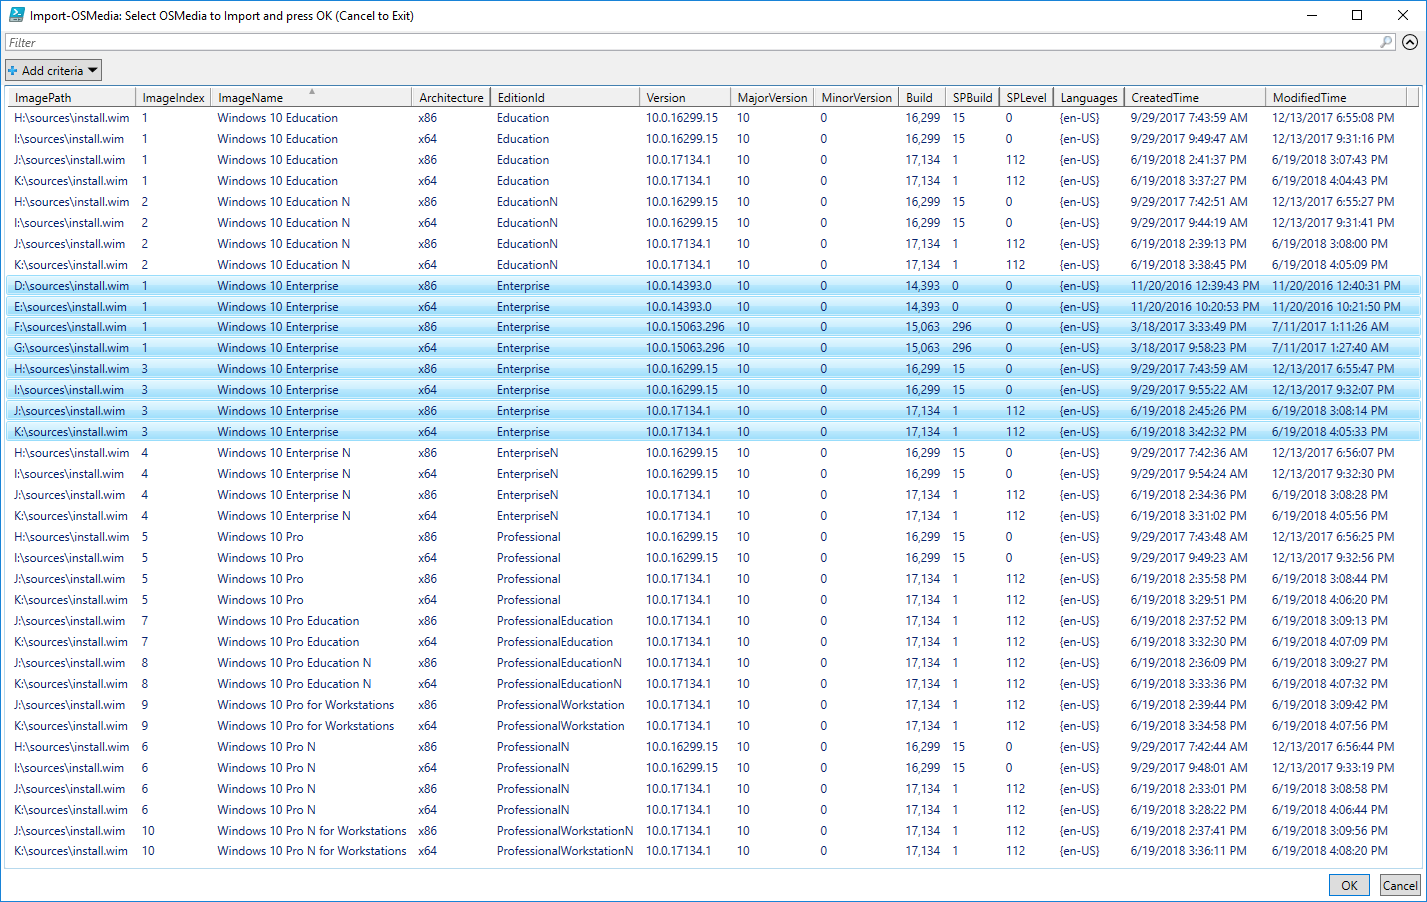 Import-OSMedia: Select OSMedia to Import and press OK (Cancel to Exit)
Filter
Add criteria
ImagePath ImageIndex ImageName Architecture EditionId Version MajorVersion MinorVersion Build SPBuild SPLevel Languages CreatedTime ModifiedTime
H:\sources\install.wim 1 Windows 10 Education x86 Education 10.0.16299.15 10 0 16,299 15 0 {en-US} 9/29/2017 7:43:59 AM 12/13/2017 6:55:08 PM
I:\sources\install.wim 1 Windows 10 Education x64 Education 10.0.16299.15 10 0 16,299 15 0 {en-US} 9/29/2017 9:49:47 AM 12/13/2017 9:31:16 PM
J:\sources\install.wim 1 Windows 10 Education x86 Education 10.0.17134.1 10 0 17,134 1 112 {en-US} 6/19/2018 2:41:37 PM 6/19/2018 3:07:43 PM
K:\sources\install.wim 1 Windows 10 Education x64 Education 10.0.17134.1 10 0 17,134 1 112 {en-US} 6/19/2018 3:37:27 PM 6/19/2018 4:04:43 PM
H:\sources\install.wim 2 Windows 10 Education N x86 EducationN 10.0.16299.15 10 0 16,299 15 0 {en-US} 9/29/2017 7:42:51 AM 12/13/2017 6:55:27 PM
I:\sources\install.wim 2 Windows 10 Education N x64 EducationN 10.0.16299.15 10 0 16,299 15 0 {en-US} 9/29/2017 9:44:19 AM 12/13/2017 9:31:41 PM
J:\sources\install.wim 2 Windows 10 Education N x86 EducationN 10.0.17134.1 10 0 17,134 1 112 {en-US} 6/19/2018 2:39:13 PM 6/19/2018 3:08:00 PM
K:\sources\install.wim 2 Windows 10 Education N x64 EducationN 10.0.17134.1 10 0 17,134 1 112 {en-US} 6/19/2018 3:38:45 PM 6/19/2018 4:05:09 PM
D:\sources\install.wim 1 Windows 10 Enterprise x86 Enterprise 10.0.14393.0 10 0 14,393 0 0 {en-US} 11/20/2016 12:39:43 PM 11/20/2016 12:40:31 PM
E:\sources\install.wim 1 Windows 10 Enterprise x64 Enterprise 10.0.14393.0 10 0 14,393 0 0 {en-US} 11/20/2016 10:20:53 PM 11/20/2016 10:21:50 PM
F:\sources\install.wim 1 Windows 10 Enterprise x86 Enterprise 10.0.15063.296 10 0 15,063 296 0 {en-US} 3/18/2017 3:33:49 PM 7/11/2017 1:11:26 AM
G:\sources\install.wim 1 Windows 10 Enterprise x64 Enterprise 10.0.15063.296 10 0 15,063 296 0 {en-US} 3/18/2017 9:58:23 PM 7/11/2017 1:27:40 AM
H:\sources\install.wim 3 Windows 10 Enterprise x86 Enterprise 10.0.16299.15 10 0 16,299 15 0 {en-US} 9/29/2017 7:43:59 AM 12/13/2017 6:55:47 PM
I:\sources\install.wim 3 Windows 10 Enterprise x64 Enterprise 10.0.16299.15 10 0 16,299 15 0 {en-US} 9/29/2017 9:55:22 AM 12/13/2017 9:32:07 PM
J:\sources\install.wim 3 Windows 10 Enterprise x86 Enterprise 10.0.17134.1 10 0 17,134 1 112 {en-US} 6/19/2018 2:45:26 PM 6/19/2018 3:08:14 PM
K:\sources\install.wim 3 Windows 10 Enterprise x64 Enterprise 10.0.17134.1 10 0 17,134 1 112 {en-US} 6/19/2018 3:42:32 PM 6/19/2018 4:05:33 PM
H:\sources\install.wim 4 Windows 10 Enterprise N x86 EnterpriseN 10.0.16299.15 10 0 16,299 15 0 {en-US} 9/29/2017 7:42:36 AM 12/13/2017 6:56:07 PM
I:\sources\install.wim 4 Windows 10 Enterprise N x64 EnterpriseN 10.0.16299.15 10 0 16,299 15 0 {en-US} 9/29/2017 9:54:24 AM 12/13/2017 9:32:30 PM
J:\sources\install.wim 4 Windows 10 Enterprise N x86 EnterpriseN 10.0.17134.1 10 0 17,134 1 112 {en-US} 6/19/2018 2:34:36 PM 6/19/2018 3:08:28 PM
K:\sources\install.wim 4 Windows 10 Enterprise N x64 EnterpriseN 10.0.17134.1 10 0 17,134 1 112 {en-US} 6/19/2018 3:31:02 PM 6/19/2018 4:05:56 PM
H:\sources\install.wim 5 Windows 10 Pro x86 Professional 10.0.16299.15 10 0 16,299 15 0 {en-US} 9/29/2017 7:43:48 AM 12/13/2017 6:56:25 PM
I:\sources\install.wim 5 Windows 10 Pro x64 Professional 10.0.16299.15 10 0 16,299 15 0 {en-US} 9/29/2017 9:49:23 AM 12/13/2017 9:32:56 PM
J:\sources\install.wim 5 Windows 10 Pro x86 Professional 10.0.17134.1 10 0 17,134 1 112 {en-US} 6/19/2018 2:35:58 PM 6/19/2018 3:08:44 PM
K:\sources\install.wim 5 Windows 10 Pro x64 Professional 10.0.17134.1 10 0 17,134 1 112 {en-US} 6/19/2018 3:29:51 PM 6/19/2018 4:06:20 PM
J:\sources\install.wim 7 Windows 10 Pro Education x86 ProfessionalEducation 10.0.17134.1 10 0 17,134 1 112 {en-US} 6/19/2018 2:37:52 PM 6/19/2018 3:09:13 PM
K:\sources\install.wim 7 Windows 10 Pro Education x64 ProfessionalEducation 10.0.17134.1 10 0 17,134 1 112 {en-US} 6/19/2018 3:32:30 PM 6/19/2018 4:07:09 PM
J:\sources\install.wim 8 Windows 10 Pro Education N x86 ProfessionalEducationN 10.0.17134.1 10 0 17,134 1 112 {en-US} 6/19/2018 2:36:09 PM 6/19/2018 3:09:27 PM
K:\sources\install.wim 8 Windows 10 Pro Education N x64 ProfessionalEducationN 10.0.17134.1 10 0 17,134 1 112 {en-US} 6/19/2018 3:33:36 PM 6/19/2018 4:07:32 PM
J:\sources\install.wim 9 Windows 10 Pro for Workstations x86 ProfessionalWorkstation 10.0.17134.1 10 0 17,134 1 112 {en-US} 6/19/2018 2:39:44 PM 6/19/2018 3:09:42 PM
K:\sources\install.wim 9 Windows 10 Pro for Workstations x64 ProfessionalWorkstation 10.0.17134.1 10 0 17,134 1 112 {en-US} 6/19/2018 3:34:58 PM 6/19/2018 4:07:56 PM
H:\sources\install.wim 6 Windows 10 Pro N x86 ProfessionalN 10.0.16299.15 10 0 16,299 15 0 {en-US} 9/29/2017 7:42:44 AM 12/13/2017 6:56:44 PM
I:\sources\install.wim 6 Windows 10 Pro N x64 ProfessionalN 10.0.16299.15 10 0 16,299 15 0 {en-US} 9/29/2017 9:48:01 AM 12/13/2017 9:33:19 PM
J:\sources\install.wim 6 Windows 10 Pro N x86 ProfessionalN 10.0.17134.1 10 0 17,134 1 112 {en-US} 6/19/2018 2:33:01 PM 6/19/2018 3:08:58 PM
K:\sources\install.wim 6 Windows 10 Pro N x64 ProfessionalN 10.0.17134.1 10 0 17,134 1 112 {en-US} 6/19/2018 3:28:22 PM 6/19/2018 4:06:44 PM
J:\sources\install.wim 10 Windows 10 Pro N for Workstations x86 ProfessionalWorkstationN 10.0.17134.1 10 0 17,134 1 112 {en-US} 6/19/2018 2:37:41 PM 6/19/2018 3:09:56 PM
K:\sources\install.wim 10 Windows 10 Pro N for Workstations x64 ProfessionalWorkstationN 10.0.17134.1 10 0 17,134 1 112 {en-US} 6/19/2018 3:36:11 PM 6/19/2018 4:08:20 PM
OK Cancel